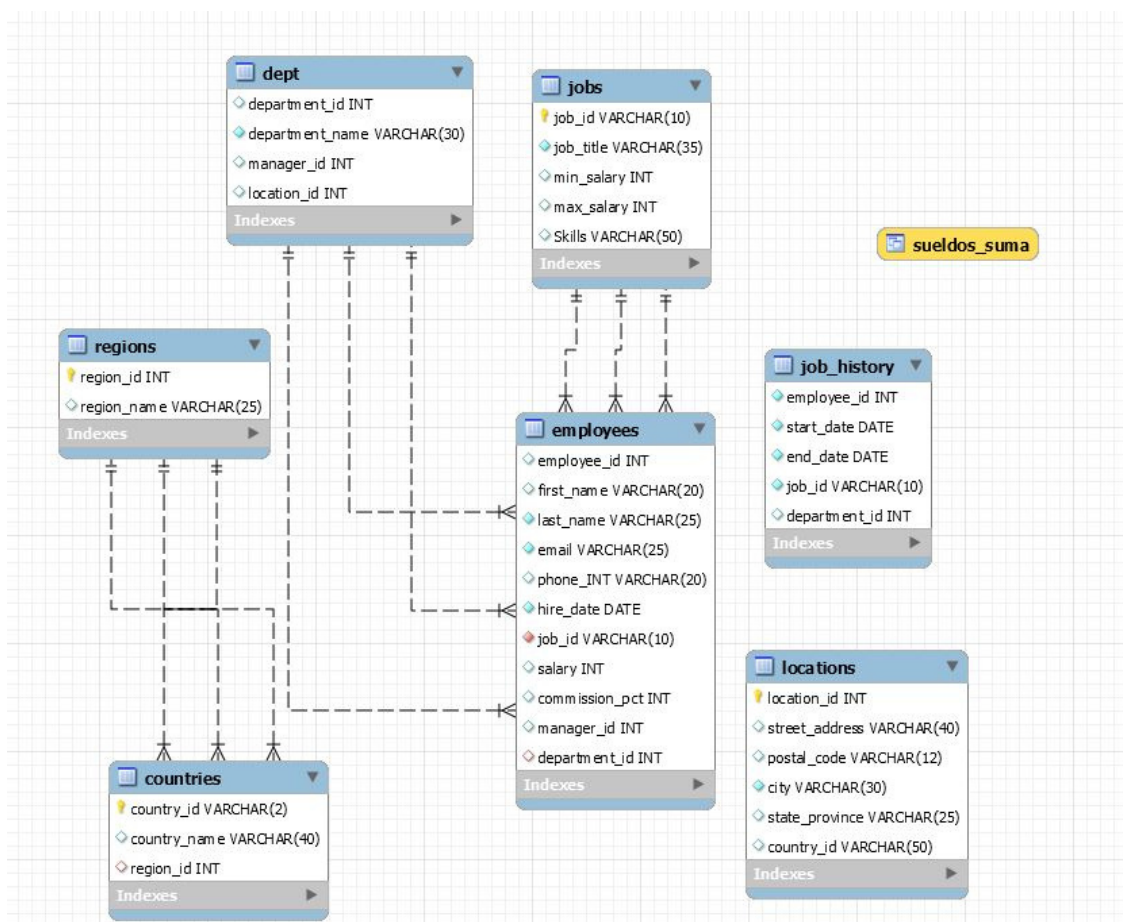 dept
department_id INT
department_name VARCHAR(30)
manager_id INT
location_id INT
Indexes
jobs
job_id VARCHAR(10)
job_title VARCHAR(35)
min_salary INT
max_salary INT
Skills VARCHAR(50)
Indexes
sueldos_suma
regions
region_id INT
region_name VARCHAR(25)
Indexes
job_history
employee_id INT
start_date DATE
end_date DATE
job_id VARCHAR(10)
department_id INT
Indexes
employees
employee_id INT
first_name VARCHAR(20)
last_name VARCHAR(25)
email VARCHAR(25)
phone_INT VARCHAR(20)
hire_date DATE
job_id VARCHAR(10)
salary INT
commission_pct INT
manager_id INT
department_id INT
Indexes
locations
location_id INT
street_address VARCHAR(40)
postal_code VARCHAR(12)
city VARCHAR(30)
state_province VARCHAR(25)
country_id VARCHAR(50)
Indexes
countries
country_id VARCHAR(2)
country_name VARCHAR(40)
region_id INT
Indexes